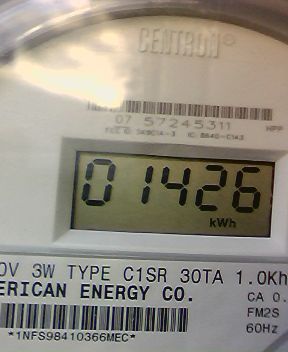 CENTRON®
07 57245311
01426
kWh
0V 3W TYPE C1SR 30TA 1.0Kh
ERICAN ENERGY CO.
CA 0.
FM2S
60Hz
*1NFS98410366MEC*